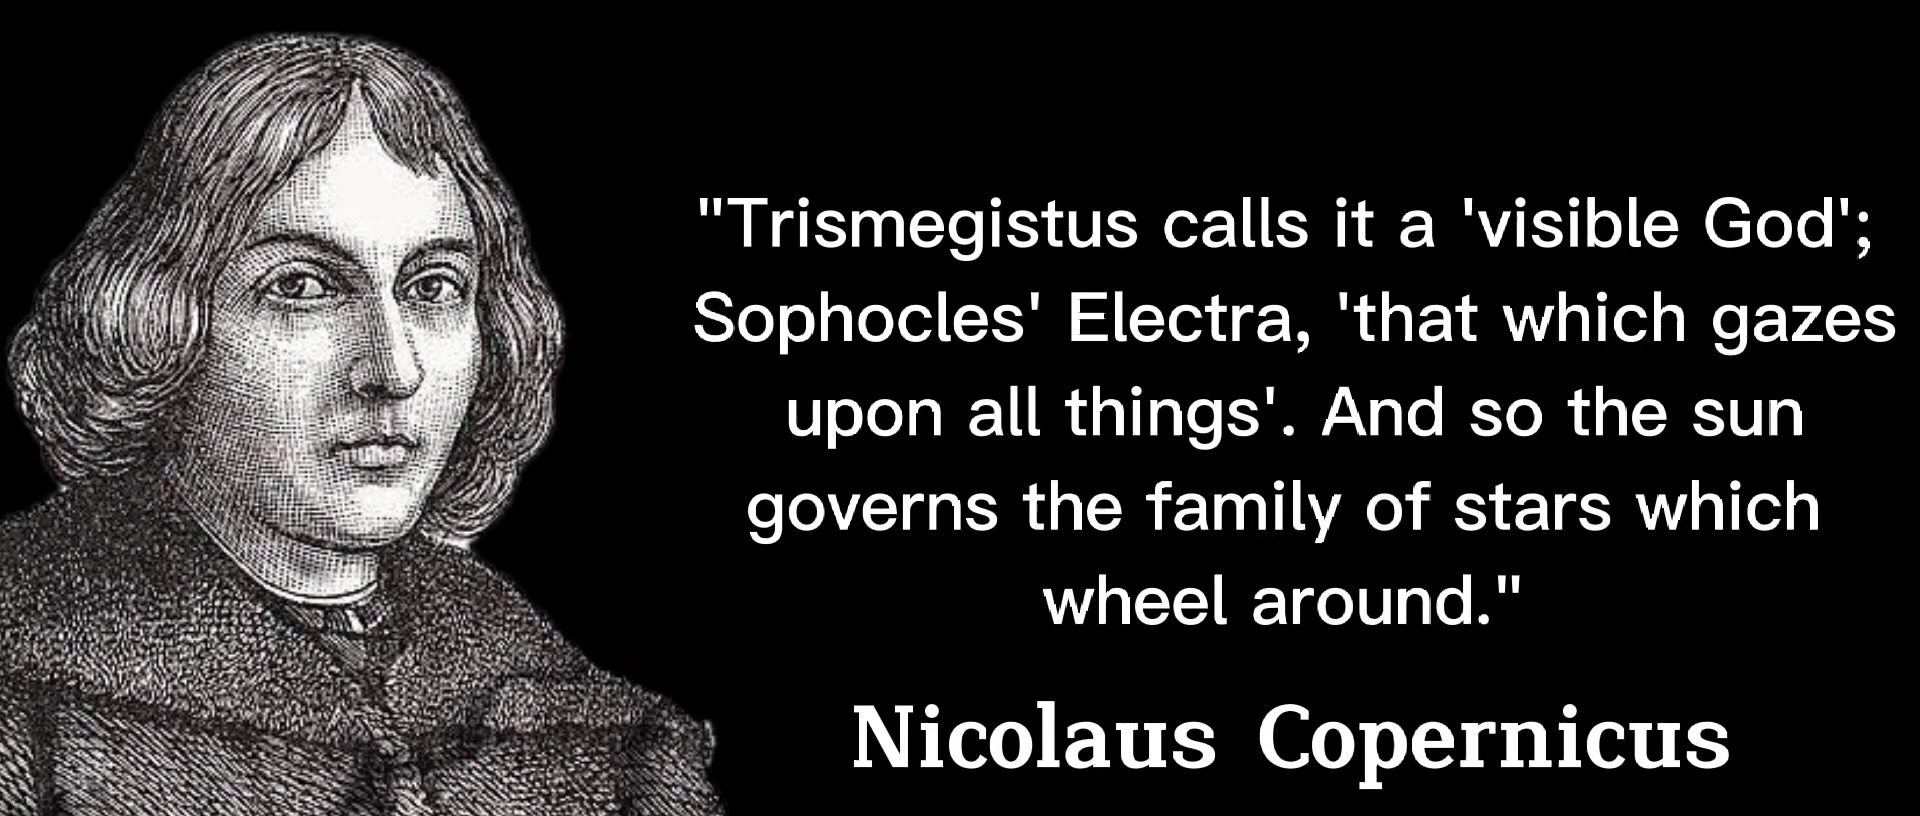 "Trismegistus calls it a 'visible God';
Sophocles' Electra, 'that which gazes
upon all things'. And so the sun
governs the family of stars which
wheel around."
Nicolaus Copernicus